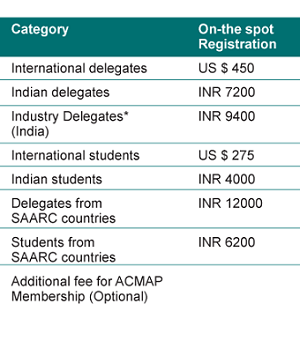 Category On-the spot
Registration
International delegates US $ 450
Indian delegates INR 7200
Industry Delegates* INR 9400
(India)
International students US $ 275
Indian students INR 4000
Delegates from INR 12000
SAARC countries
Students from INR 6200
SAARC countries
Additional fee for ACMAP
Membership (Optional)